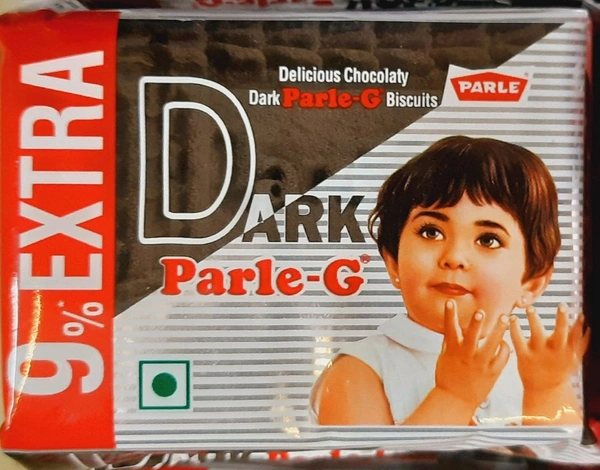 9%* EXTRA
Delicious Chocolaty
Dark Parle-G® Biscuits
PARLE®
DARK
Parle-G®